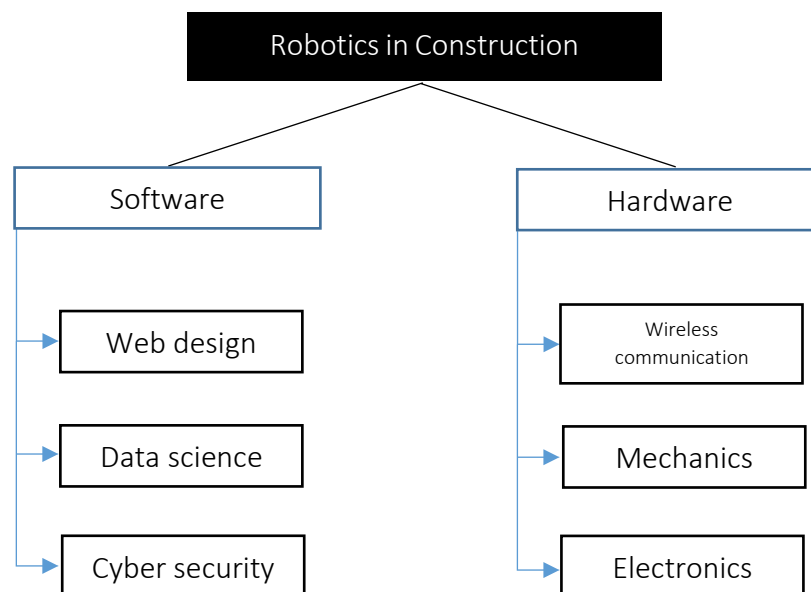 Robotics in Construction
Software
Hardware
Web design
Wireless
communication
Data science
Mechanics
Cyber security
Electronics